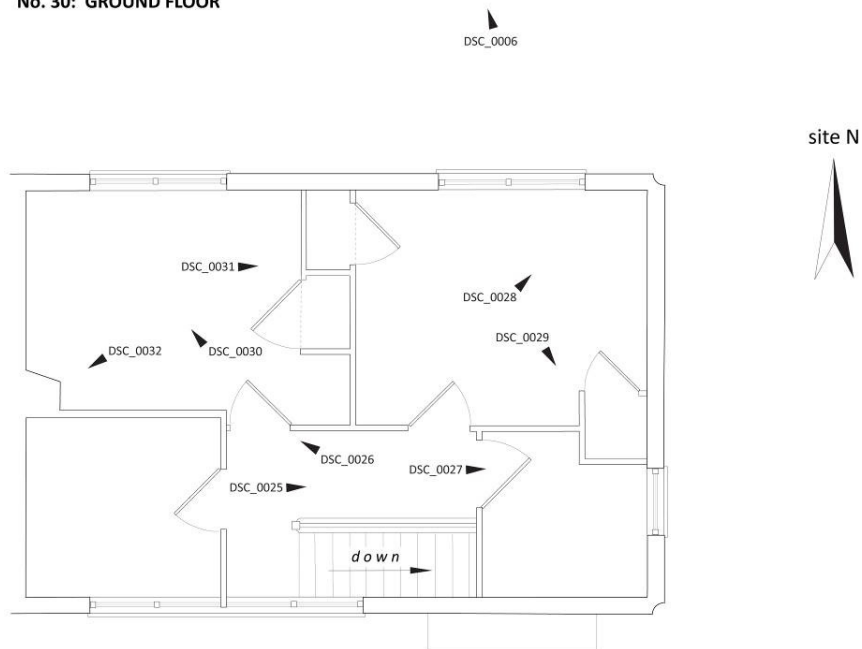 No. 30: GROUND FLOOR
DSC_0006
site N
DSC_0031
DSC_0028
DSC_0029
DSC_0032
DSC_0030
DSC_0026
DSC_0027
DSC_0025
down